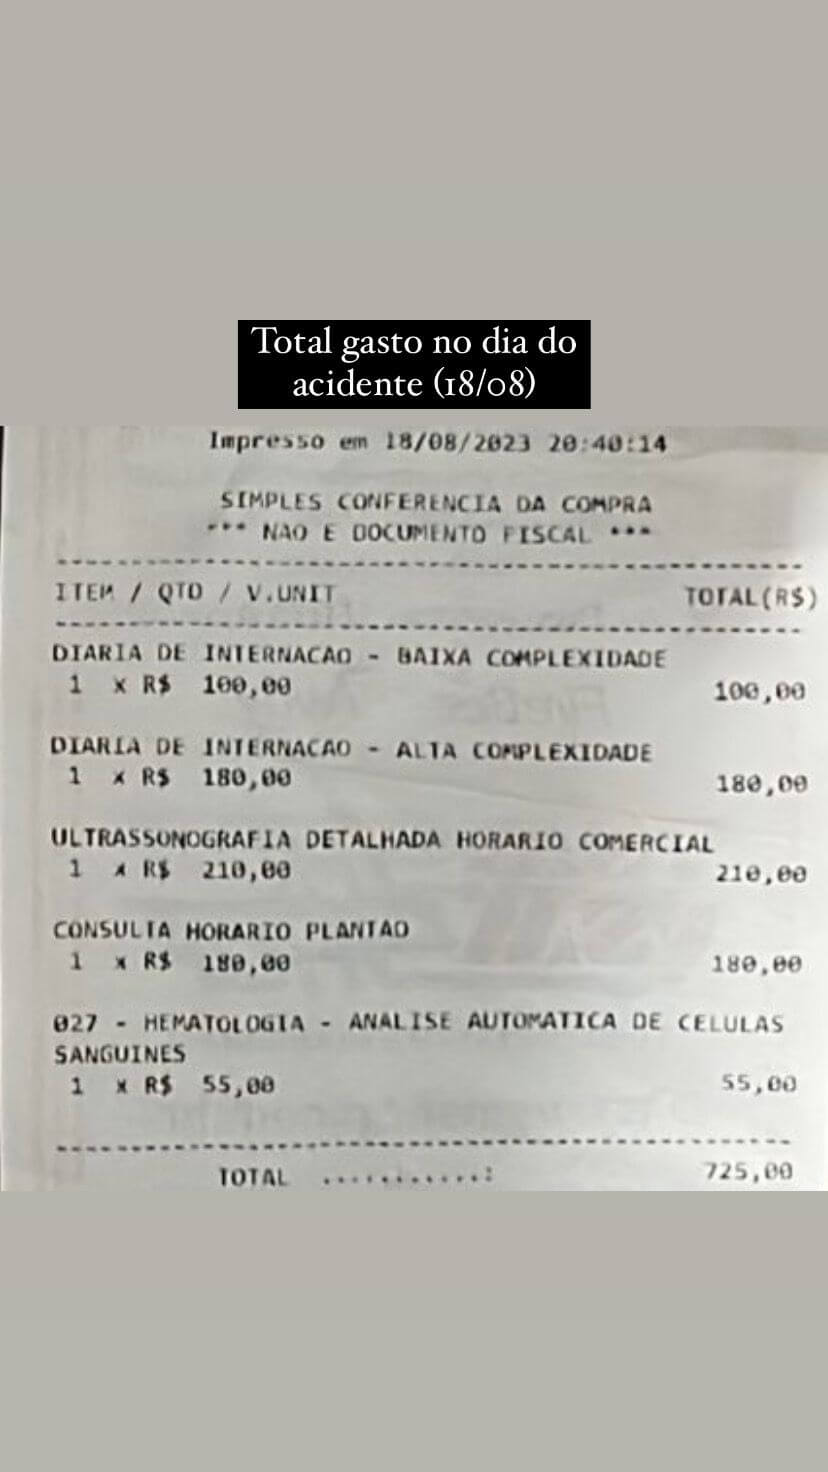 Total gasto no dia do
acidente (18/08)
Impresso em 18/08/2023 20:40:14
SIMPLES CONFERENCIA DA COMPRA
*** NAO E DOCUMENTO FISCAL ***
ITEM / QTD / V.UNIT TOTAL(R$)
DIARIA DE INTERNACAO - BAIXA COMPLEXIDADE
1 x R$ 100,00 100,00
DIARIA DE INTERNACAO - ALTA COMPLEXIDADE
1 x R$ 180,00 180,00
ULTRASSONOGRAFIA DETALHADA HORARIO COMERCIAL
1 x R$ 210,00 210,00
CONSULTA HORARIO PLANTAO
1 x R$ 180,00 180,00
027 - HEMATOLOGIA - ANALISE AUTOMATICA DE CELULAS
SANGUINES
1 x R$ 55,00 55,00
TOTAL ...........: 725,00